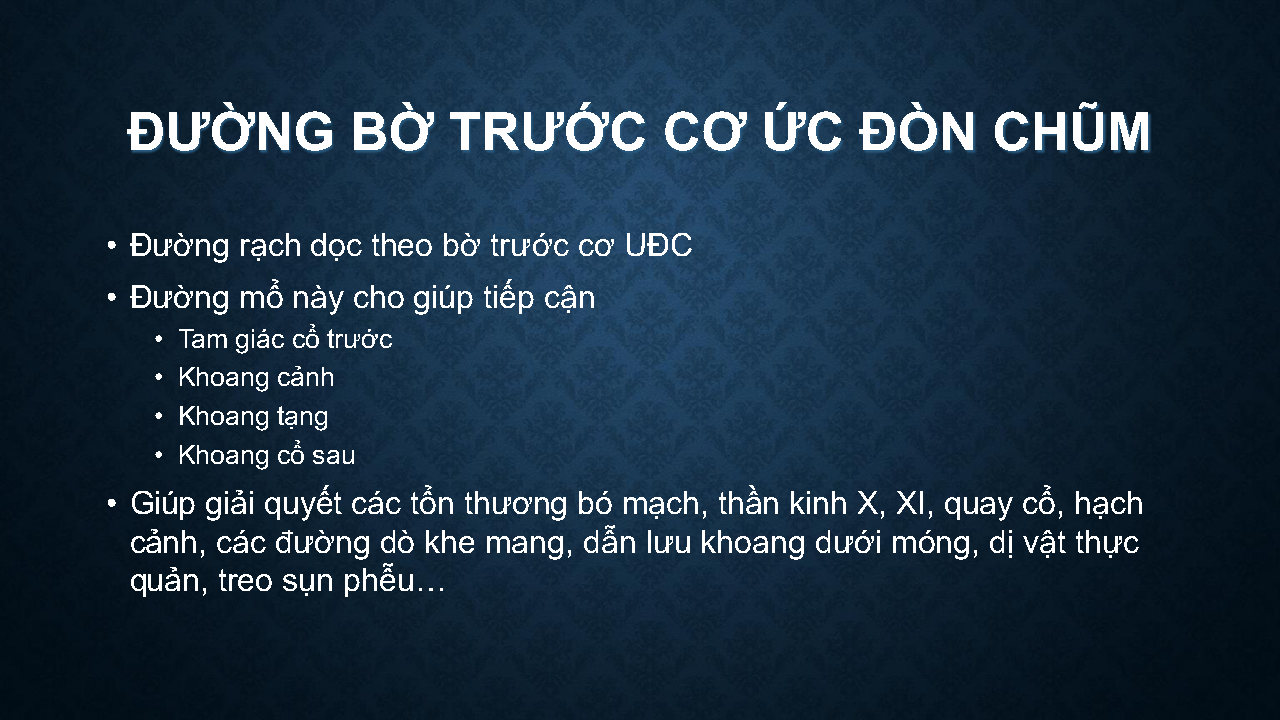 ĐƯỜNG BỜ TRƯỚC CƠ ỨC ĐÒN CHŨM
• Đường rạch dọc theo bờ trước cơ UĐC
• Đường mổ này cho giúp tiếp cận
• Tam giác cổ trước
• Khoang cảnh
• Khoang tạng
• Khoang cổ sau
• Giúp giải quyết các tổn thương bó mạch, thần kinh X, XI, quay cổ, hạch
cảnh, các đường dò khe mang, dẫn lưu khoang dưới móng, dị vật thực
quản, treo sụn phễu…